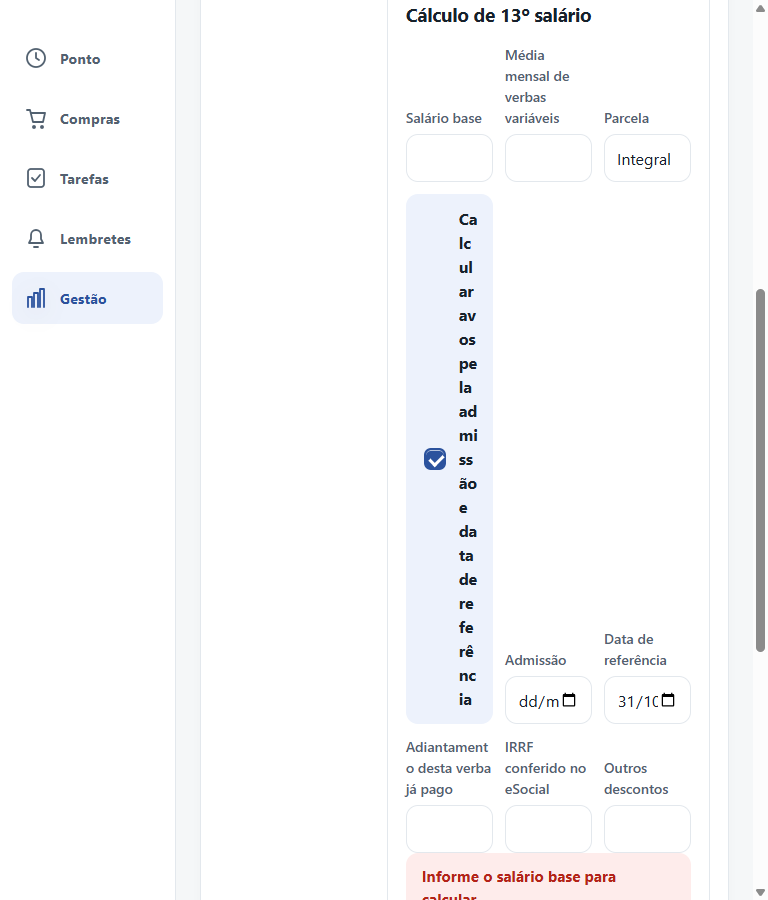 Ponto
Compras
Tarefas
Lembretes
Gestão
Cálculo de 13º salário
Salário base
Média
mensal de
verbas
variáveis
Parcela
Integral
Ca
lc
ul
ar
av
os
pe
la
ad
mi
ss
ão
e
da
ta
de
re
fe
rê
nc
ia
Admissão
dd/m
Data de
referência
31/10
Adiantament
o desta verba
já pago
IRRF
conferido no
eSocial
Outros
descontos
Informe o salário base para
calcular